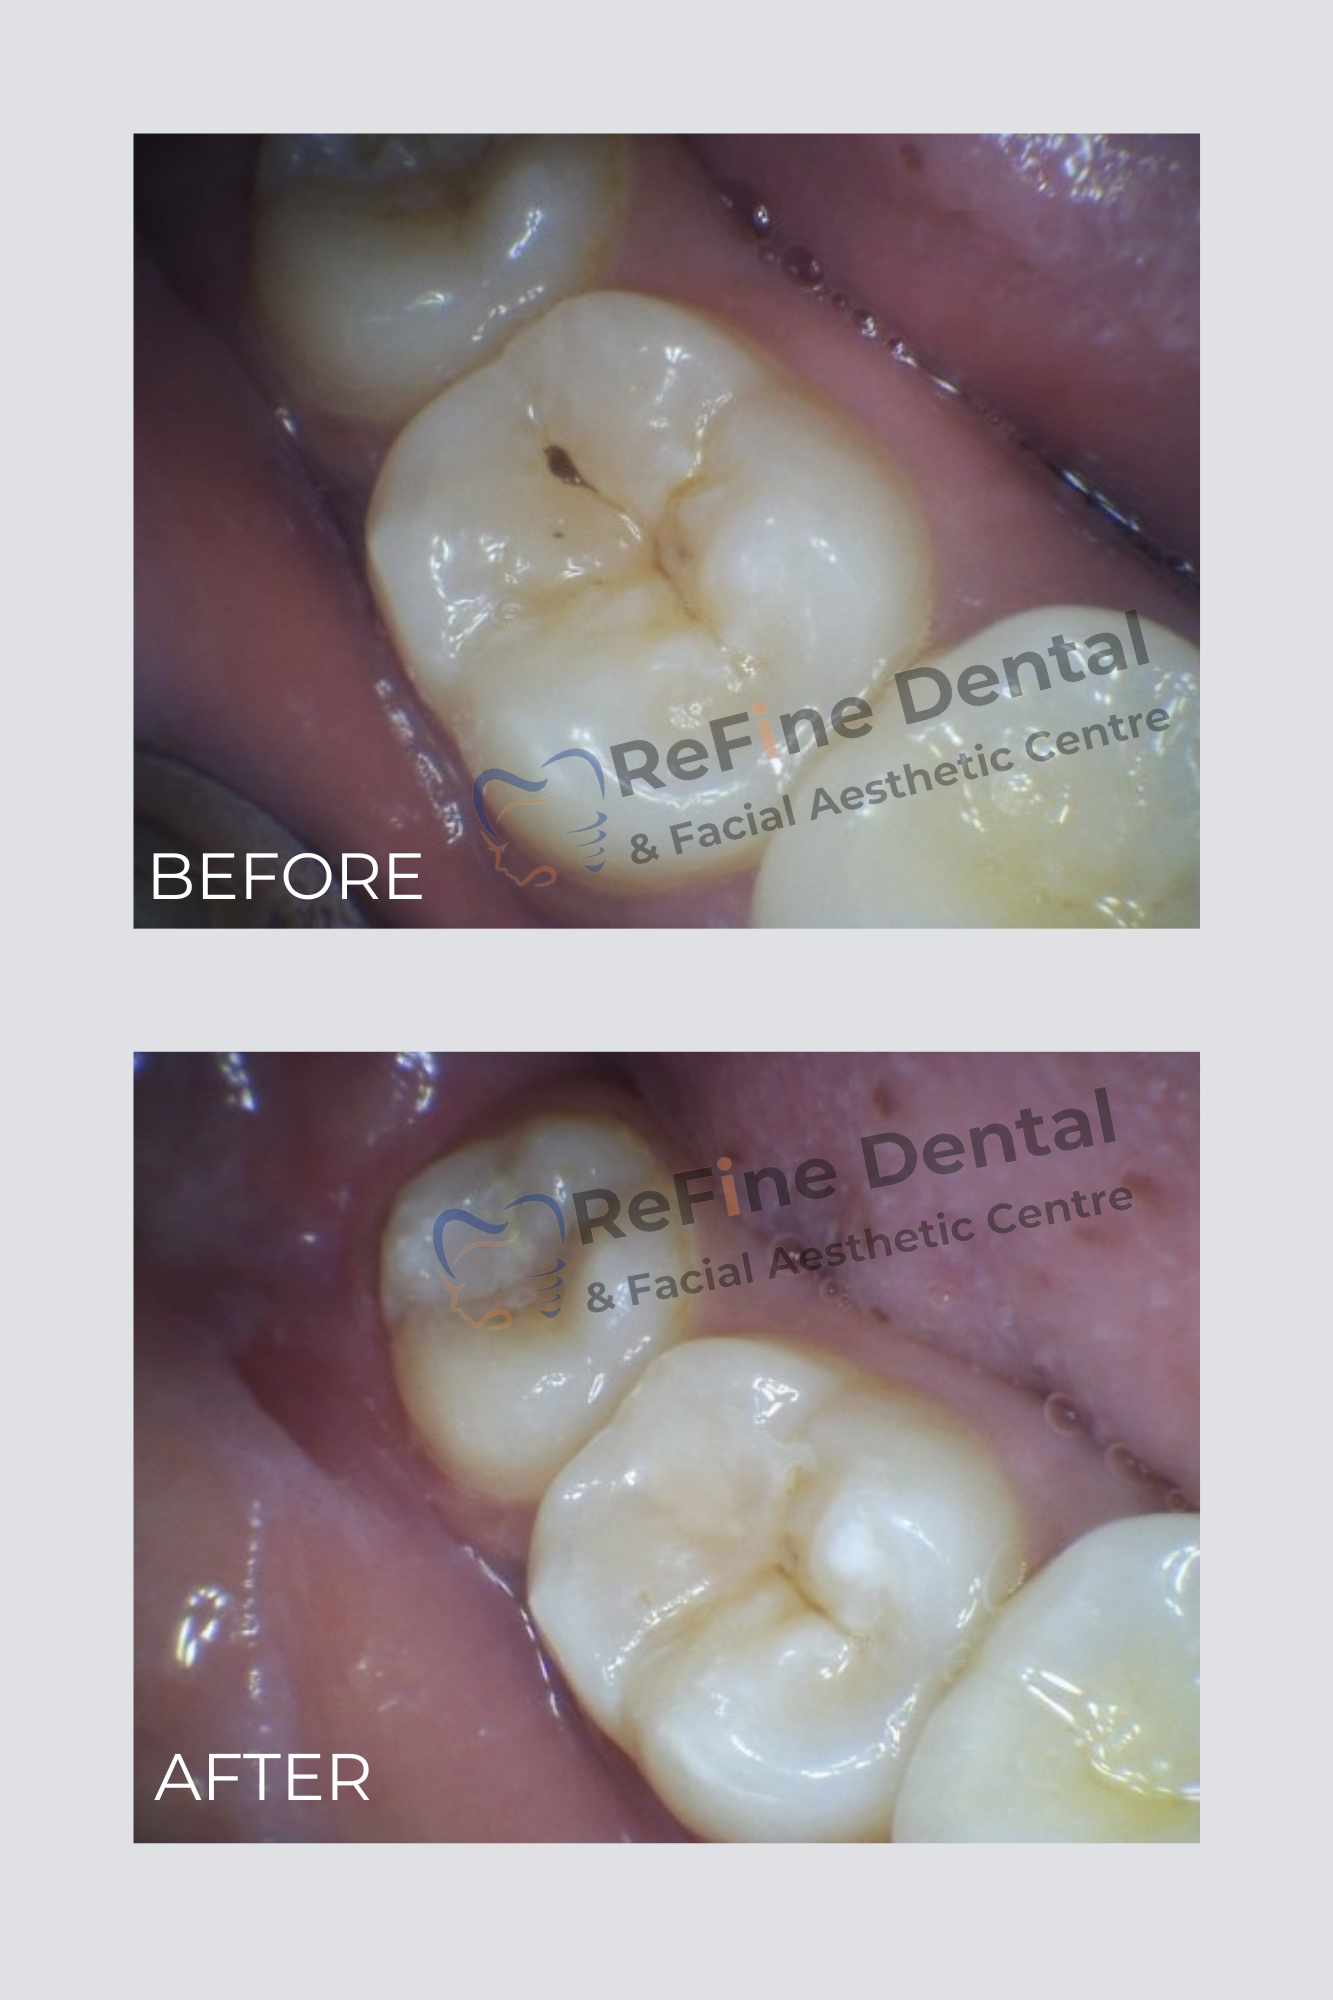 ReFine Dental
& Facial Aesthetic Centre
BEFORE
ReFine Dental
& Facial Aesthetic Centre
AFTER